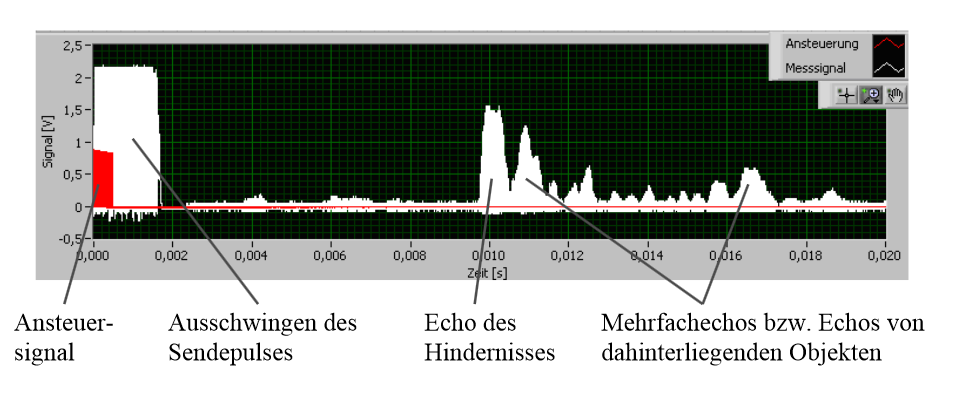 Ansteuerung
Messsignal
2,5
2
1,5
1
0,5
0
-0,5
Signal [V]
0,000 0,002 0,004 0,006 0,008 0,010 0,012 0,014 0,016 0,018 0,020
Zeit [s]
Ansteuer-
signal
Ausschwingen des
Sendepulses
Echo des
Hindernisses
Mehrfachechos bzw. Echos von
dahinterliegenden Objekten